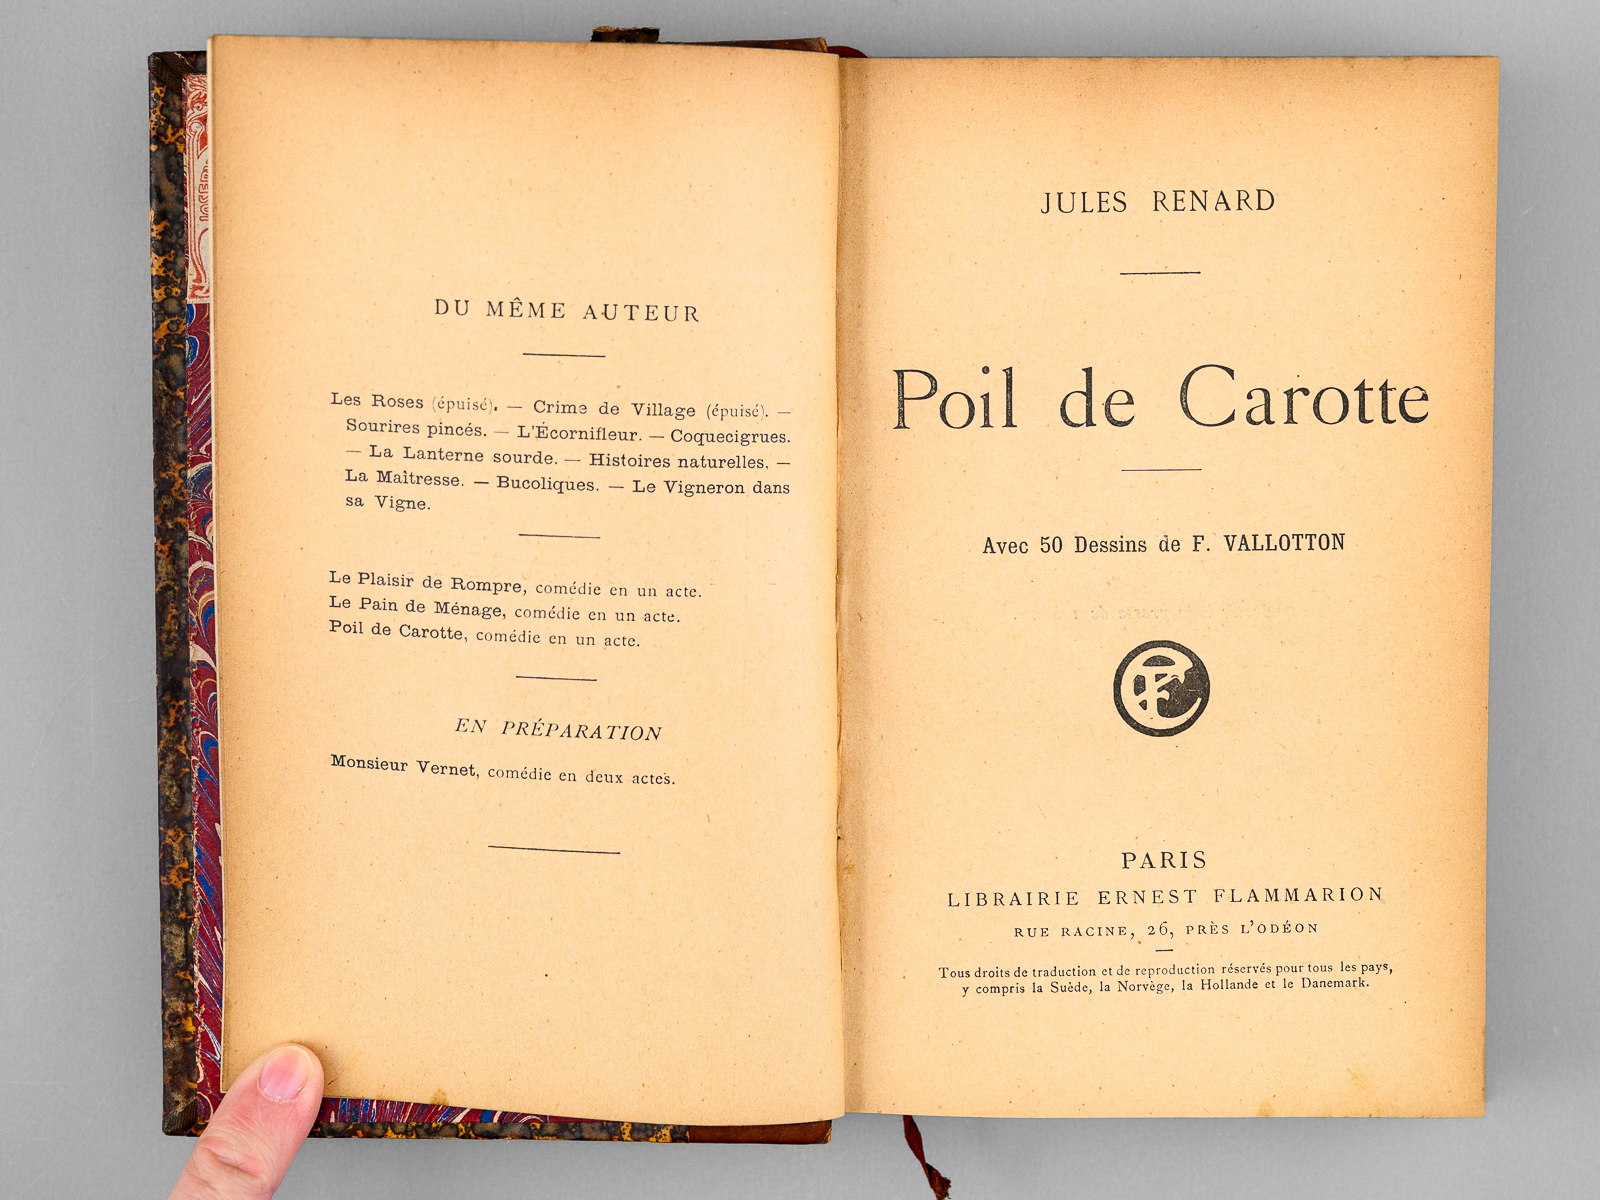 DU MÊME AUTEUR
Les Roses (épuisé). — Crime de Village (épuisé). —
Sourires pincés. — L'Écornifleur. — Coquecigrues.
— La Lanterne sourde. — Histoires naturelles. —
La Maîtresse. — Bucoliques. — Le Vigneron dans
sa Vigne.
Le Plaisir de Rompre, comédie en un acte.
Le Pain de Ménage, comédie en un acte.
Poil de Carotte, comédie en un acte.
EN PRÉPARATION
Monsieur Vernet, comédie en deux actes.
JULES RENARD
Poil de Carotte
Avec 50 Dessins de F. VALLOTTON
PARIS
LIBRAIRIE ERNEST FLAMMARION
RUE RACINE, 26, PRÈS L'ODÉON
Tous droits de traduction et de reproduction réservés pour tous les pays,
y compris la Suède, la Norvège, la Hollande et le Danemark.